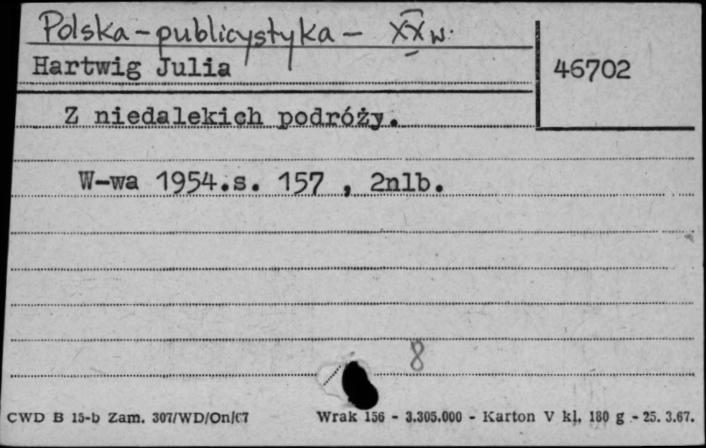 Polska - publicystyka - XX w.
Hartwig Julia
46702
Z niedalekich podróży.
W-wa 1954.s. 157 , 2nlb.
8
CWD B 15-b Zam. 307/WD/On/67 Wrak 156 - 3.305.000 - Karton V kl. 180 g - 25. 3.67.